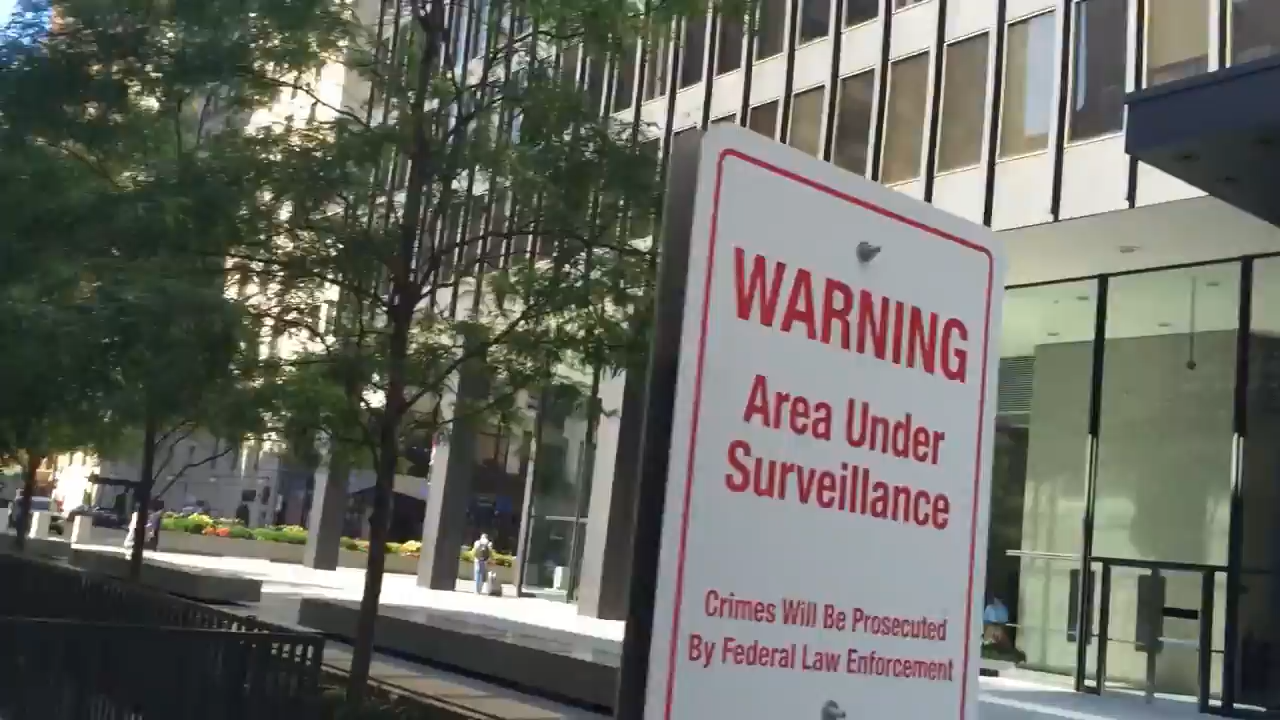 WARNING
Area Under
Surveillance
Crimes Will Be Prosecuted
By Federal Law Enforcement